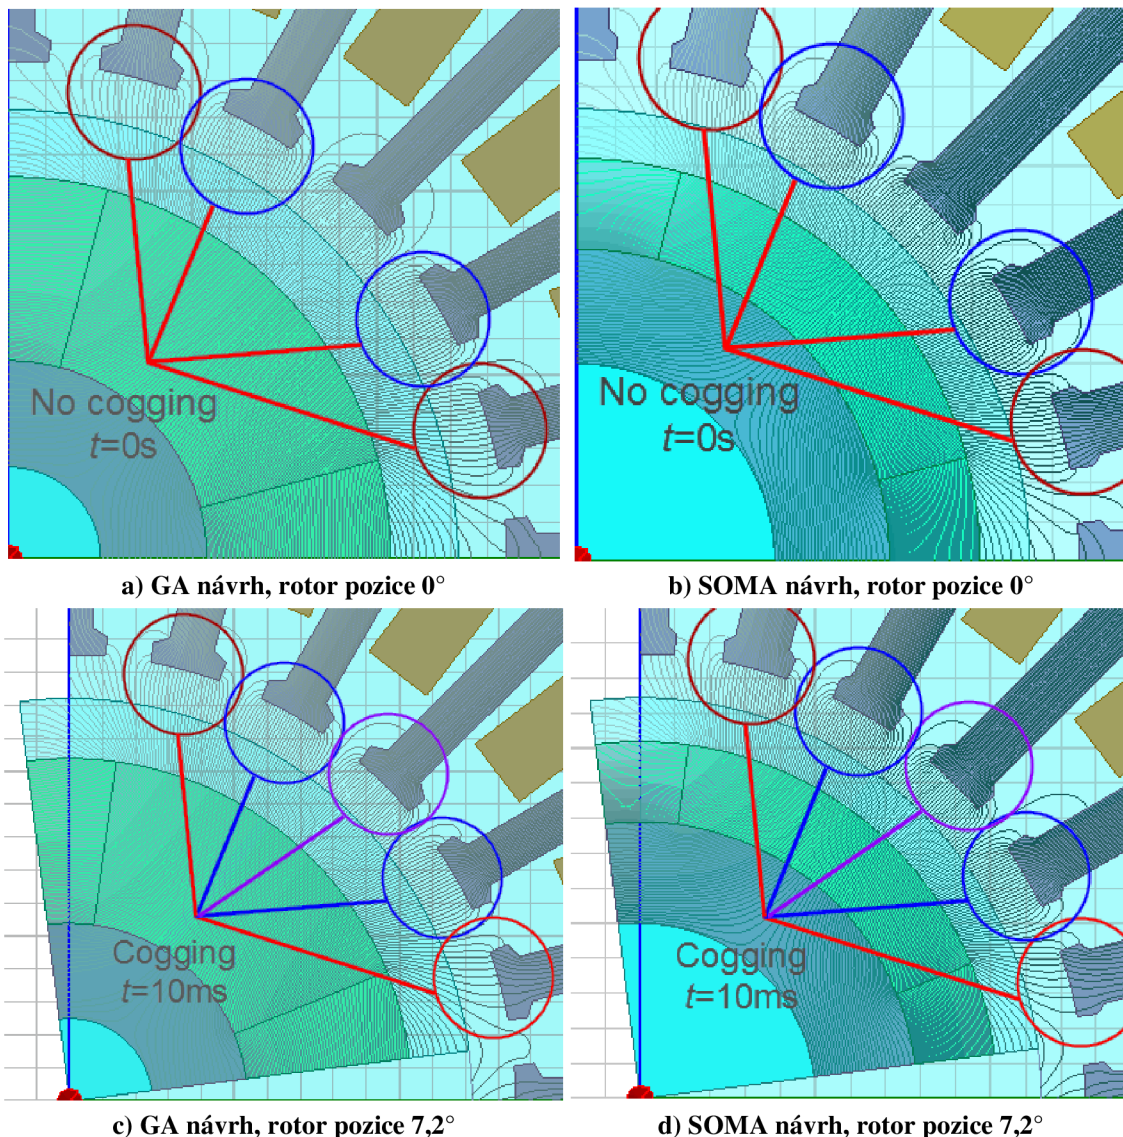 No cogging
t=0s
No cogging
t=0s
a) GA návrh, rotor pozice 0°
b) SOMA návrh, rotor pozice 0°
Cogging
t=10ms
Cogging
t=10ms
c) GA návrh, rotor pozice 7,2°
d) SOMA návrh, rotor pozice 7,2°